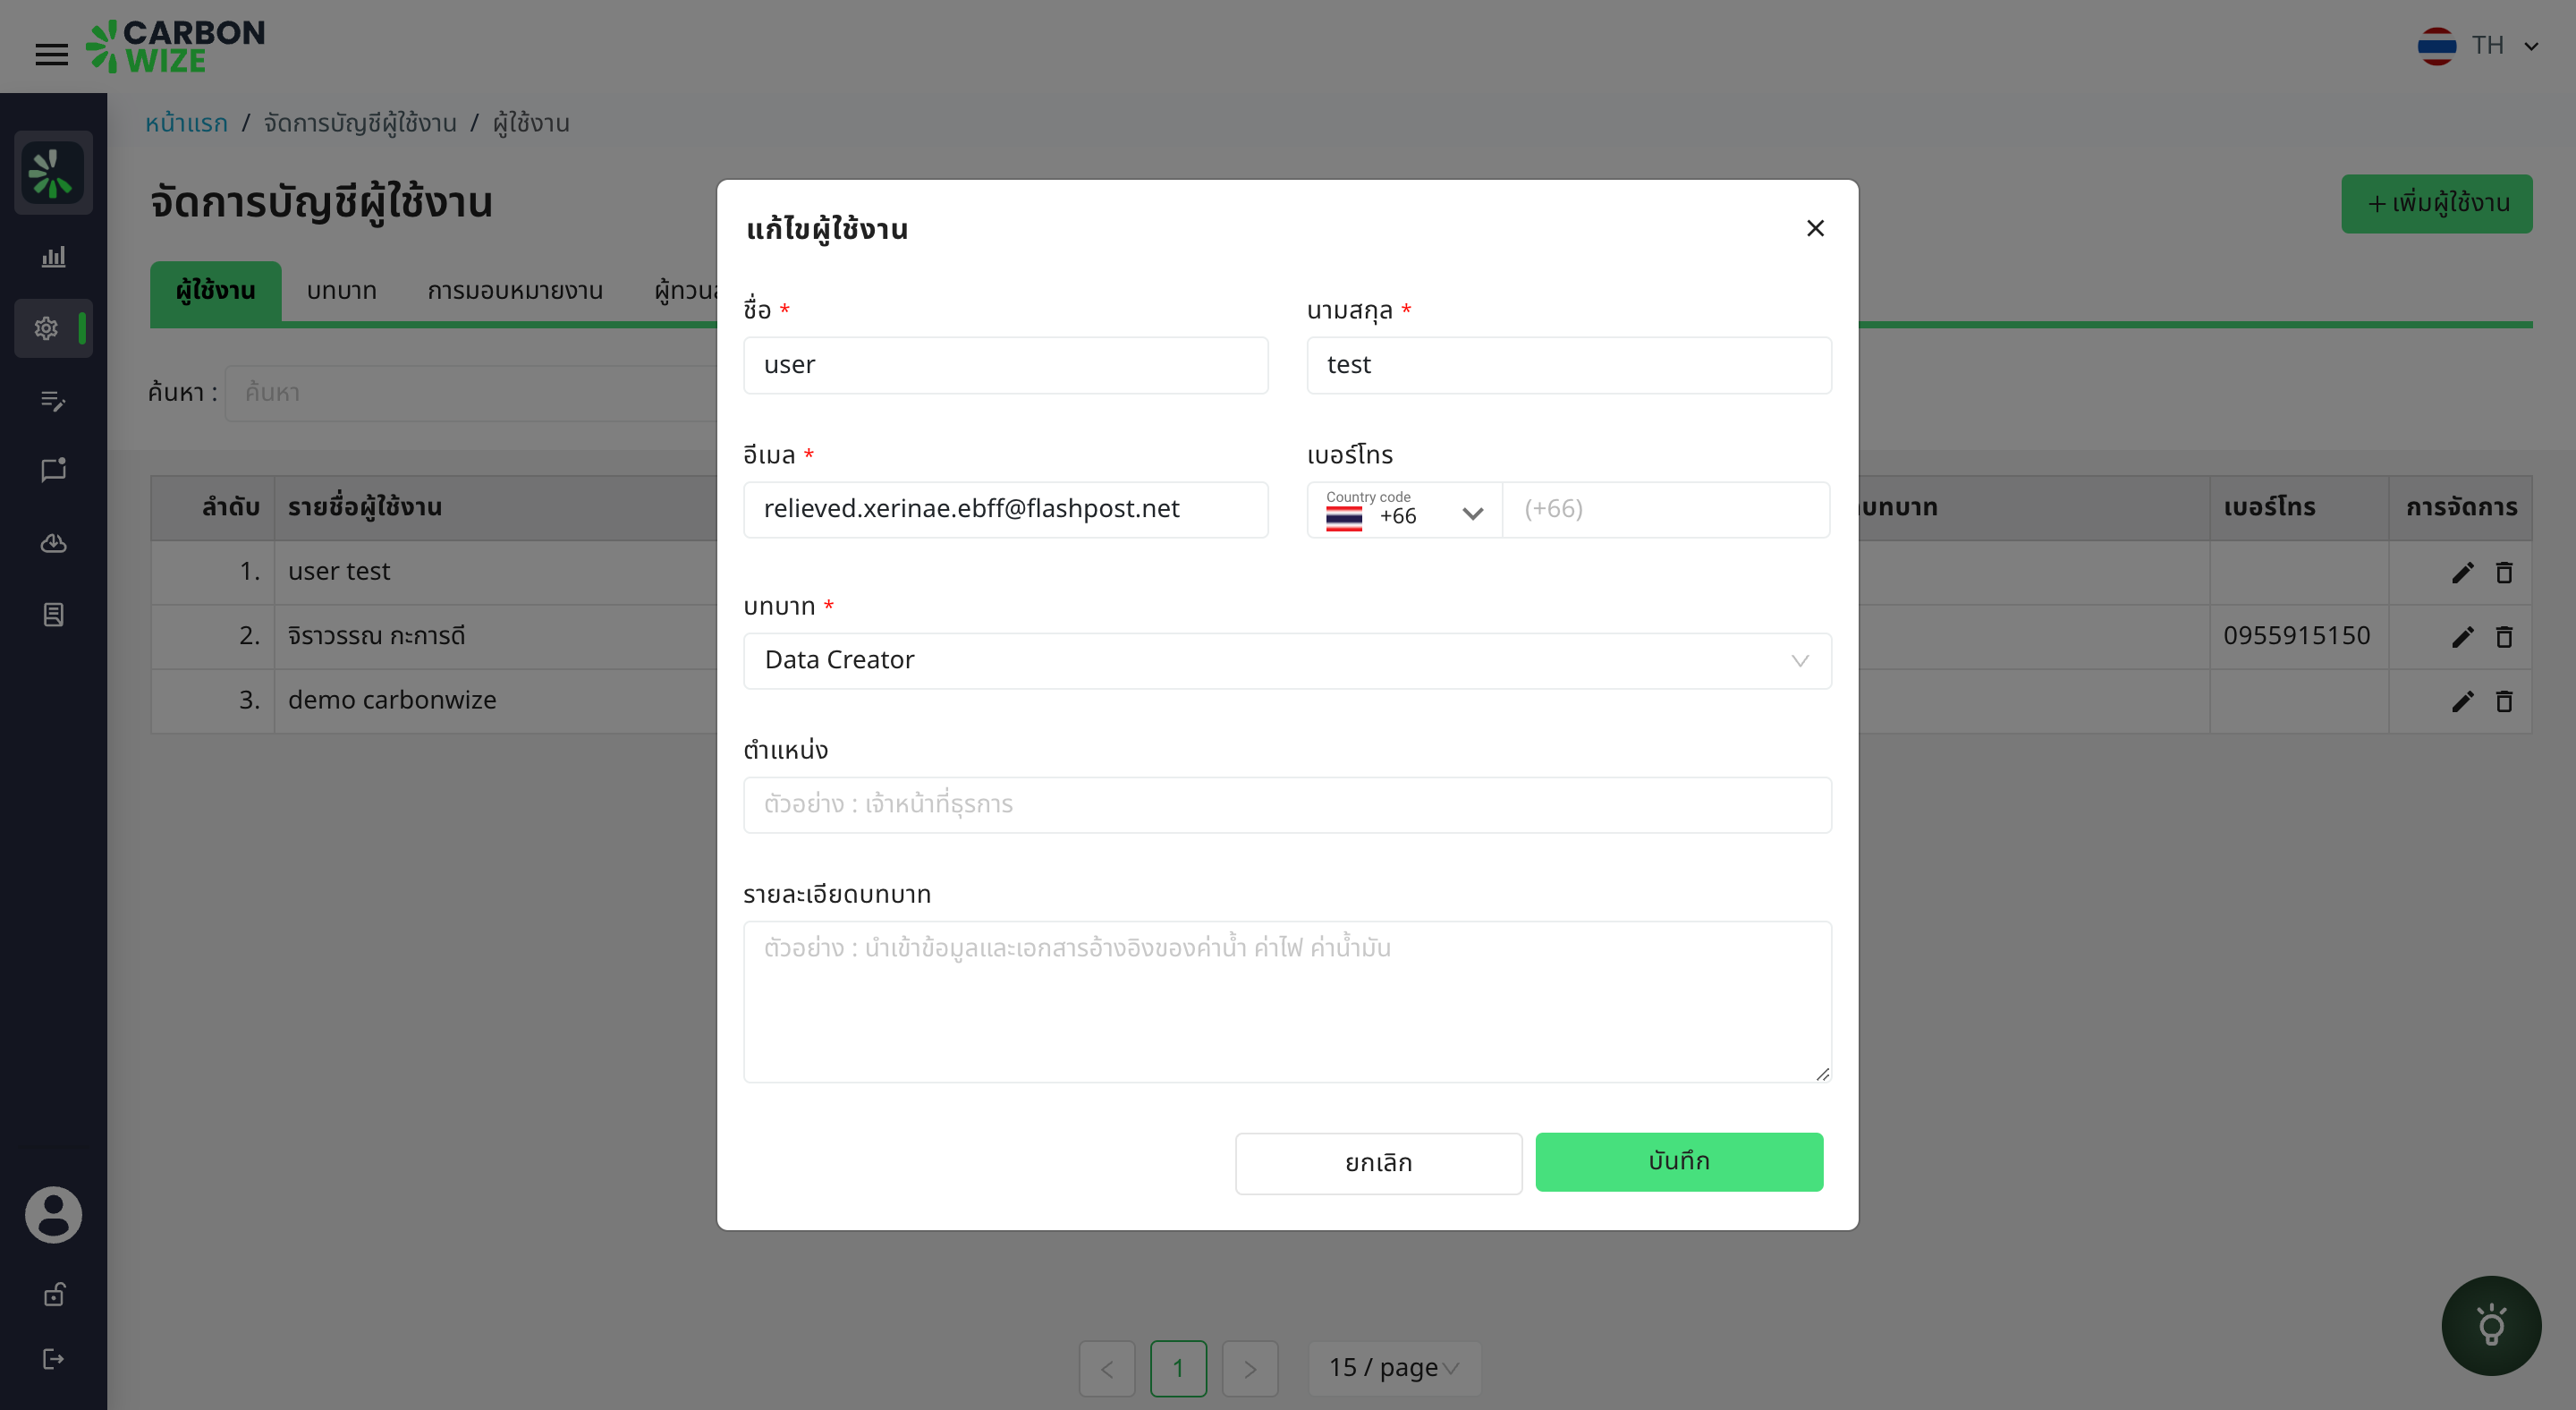 CARBON
WIZE
TH
หน้าแรก / จัดการบัญชีผู้ใช้งาน / ผู้ใช้งาน
จัดการบัญชีผู้ใช้งาน
+ เพิ่มผู้ใช้งาน
ผู้ใช้งาน บทบาท การมอบหมายงาน
ค้นหา : ค้นหา
ลำดับ รายชื่อผู้ใช้งาน บทบาท เบอร์โทร การจัดการ
1. user test
2. จิราวรรณ กะการดี 0955915150
3. demo carbonwize
แก้ไขผู้ใช้งาน
ชื่อ * นามสกุล *
user test
อีเมล * เบอร์โทร
relieved.xerinae.ebff@flashpost.net Country code +66 (+66)
บทบาท *
Data Creator
ตำแหน่ง
ตัวอย่าง : เจ้าหน้าที่ธุรการ
รายละเอียดบทบาท
ตัวอย่าง : นำเข้าข้อมูลและเอกสารอ้างอิงของค่าน้ำ ค่าไฟ ค่าน้ำมัน
ยกเลิก บันทึก
1 15 / page